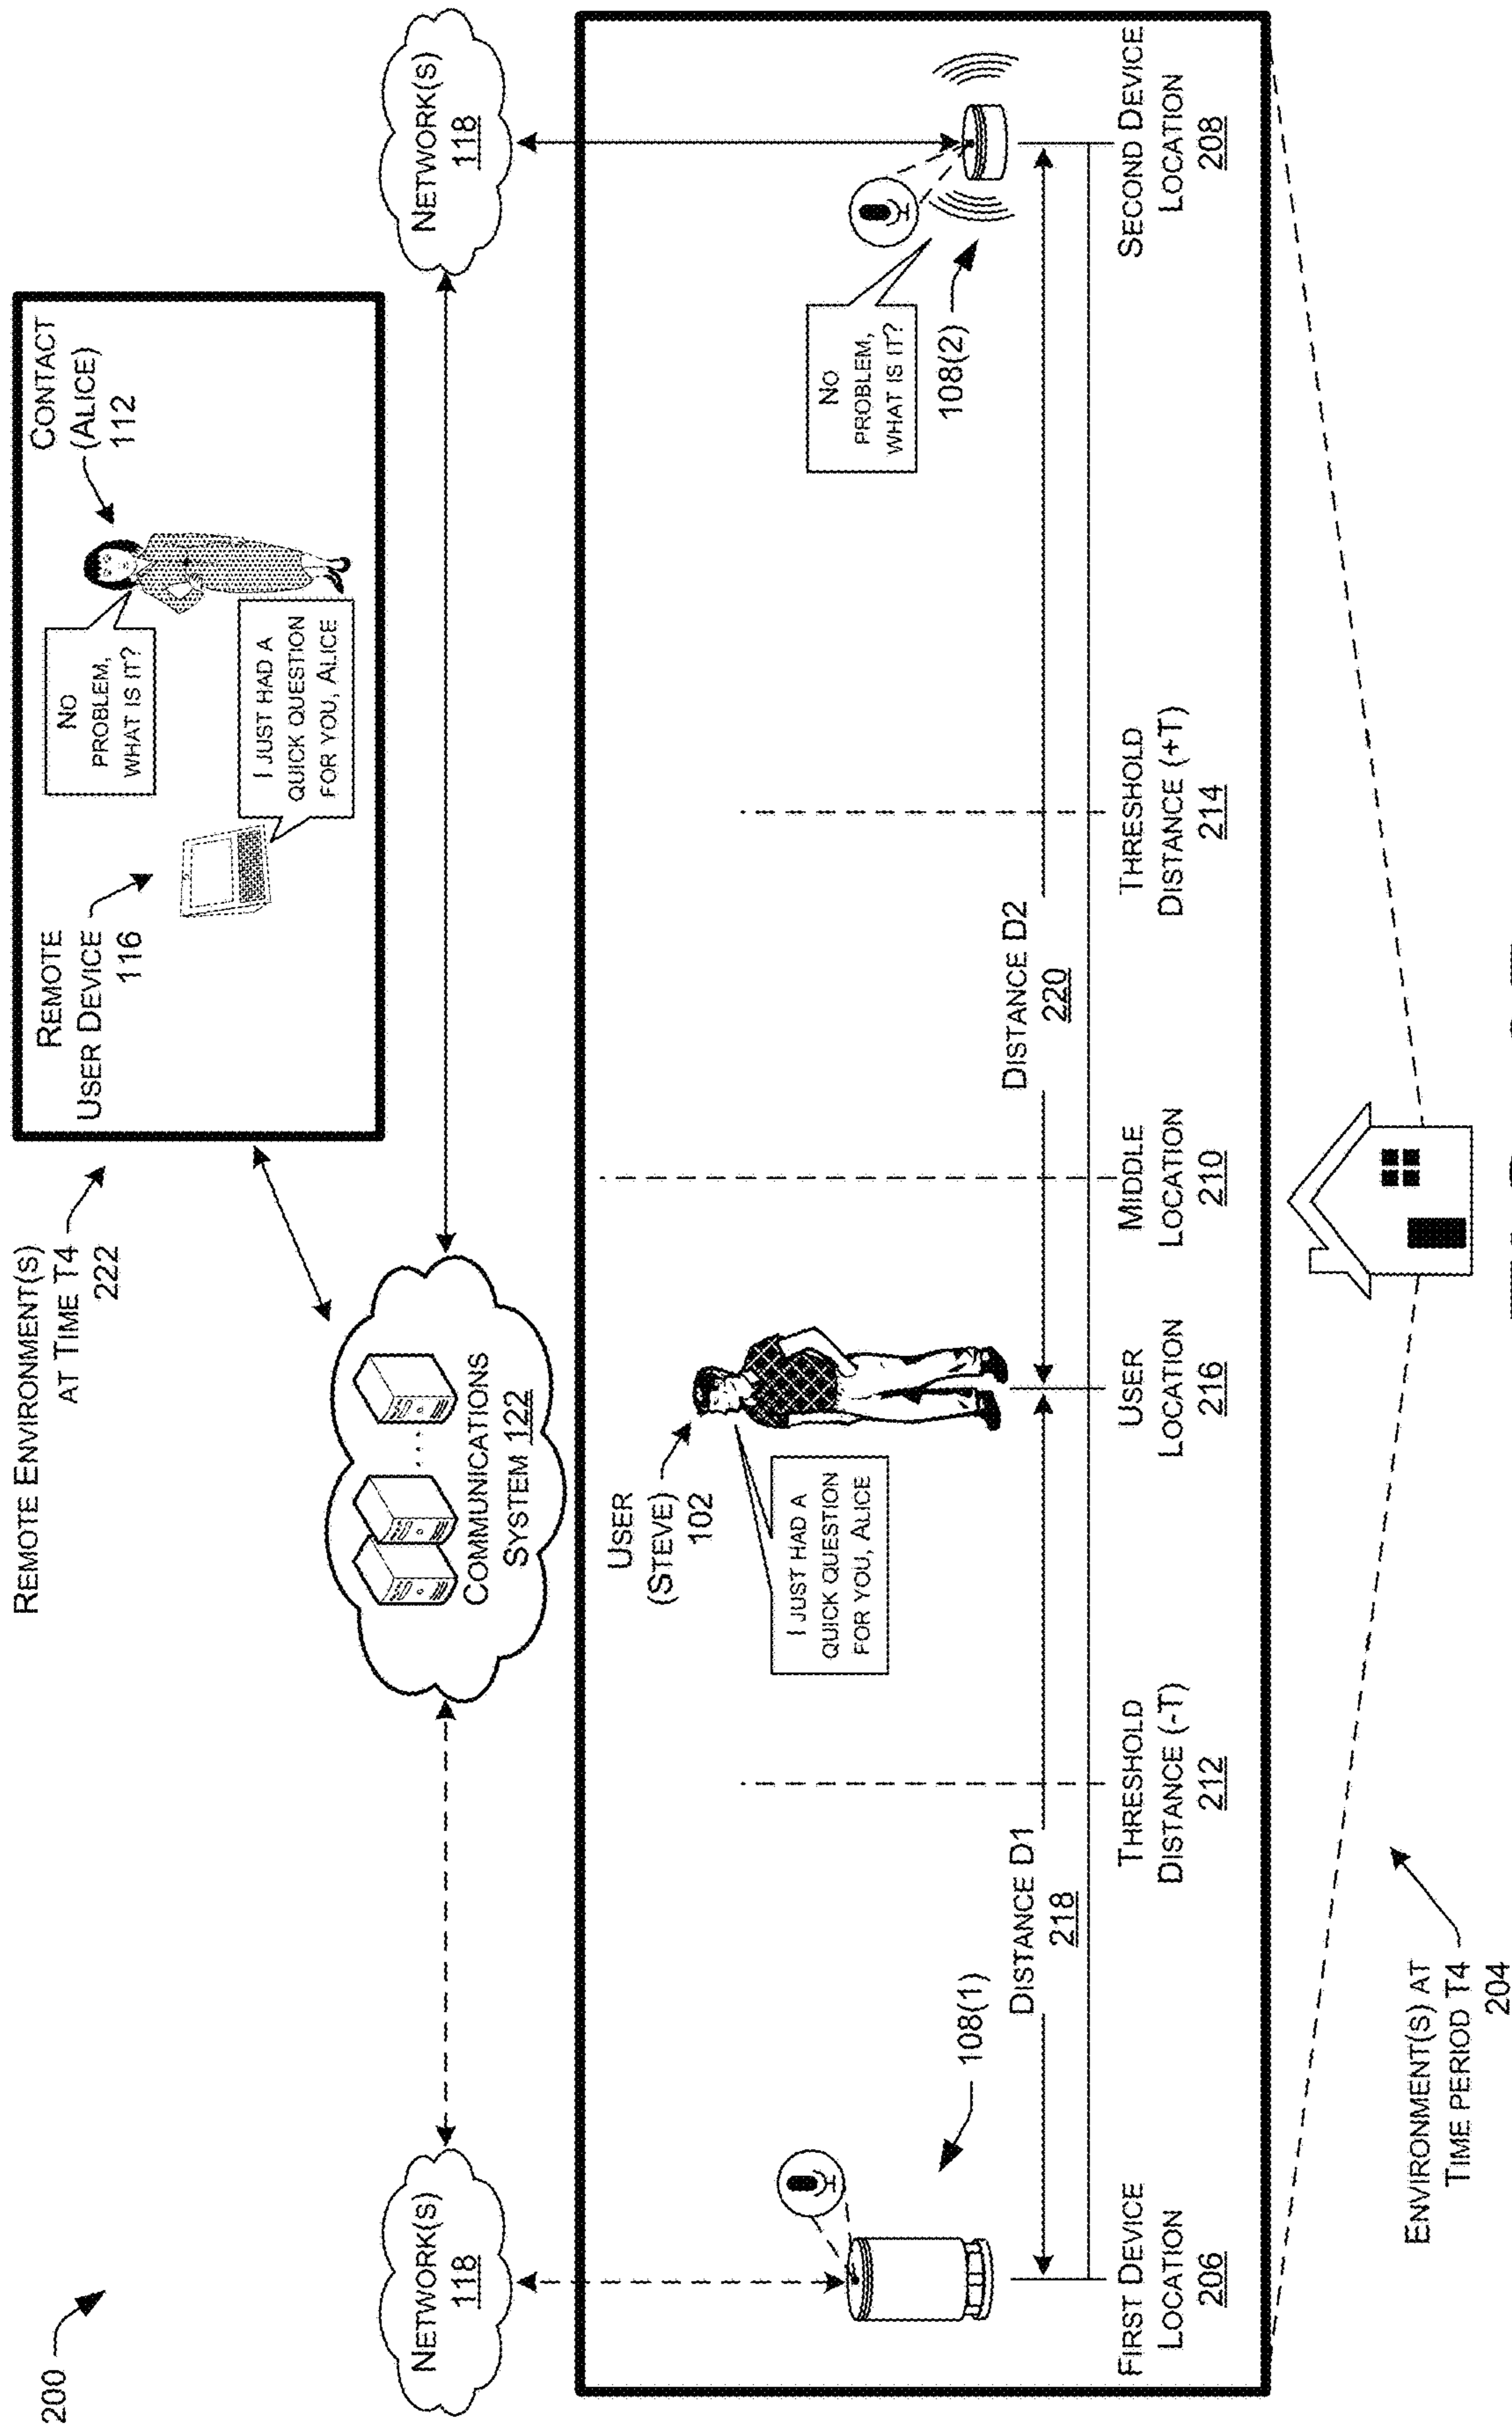 200
REMOTE ENVIRONMENT(S)
AT TIME T4
222
REMOTE
USER DEVICE
116
CONTACT
(ALICE)
112
NO
PROBLEM,
WHAT IS IT?
I JUST HAD A
QUICK QUESTION
FOR YOU, ALICE
NETWORK(S)
118
COMMUNICATIONS
SYSTEM 122
NETWORK(S)
118
USER
(STEVE)
102
I JUST HAD A
QUICK QUESTION
FOR YOU, ALICE
NO
PROBLEM,
WHAT IS IT?
108(1)
108(2)
DISTANCE D1
218
DISTANCE D2
220
FIRST DEVICE
LOCATION
206
THRESHOLD
DISTANCE (-T)
212
USER
LOCATION
216
MIDDLE
LOCATION
210
THRESHOLD
DISTANCE (+T)
214
SECOND DEVICE
LOCATION
208
ENVIRONMENT(S) AT
TIME PERIOD T4
204